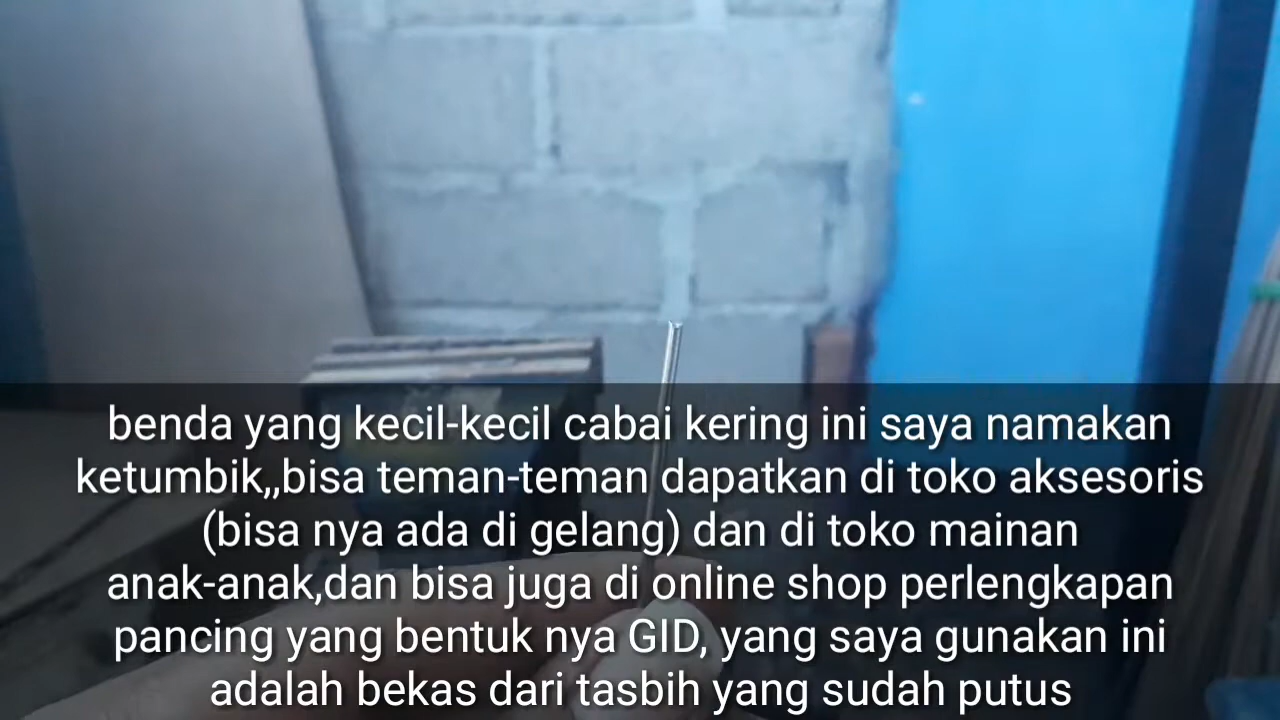 benda yang kecil-kecil cabai kering ini saya namakan
ketumbik,,bisa teman-teman dapatkan di toko aksesoris
(bisa nya ada di gelang) dan di toko mainan
anak-anak,dan bisa juga di online shop perlengkapan
pancing yang bentuk nya GID, yang saya gunakan ini
adalah bekas dari tasbih yang sudah putus